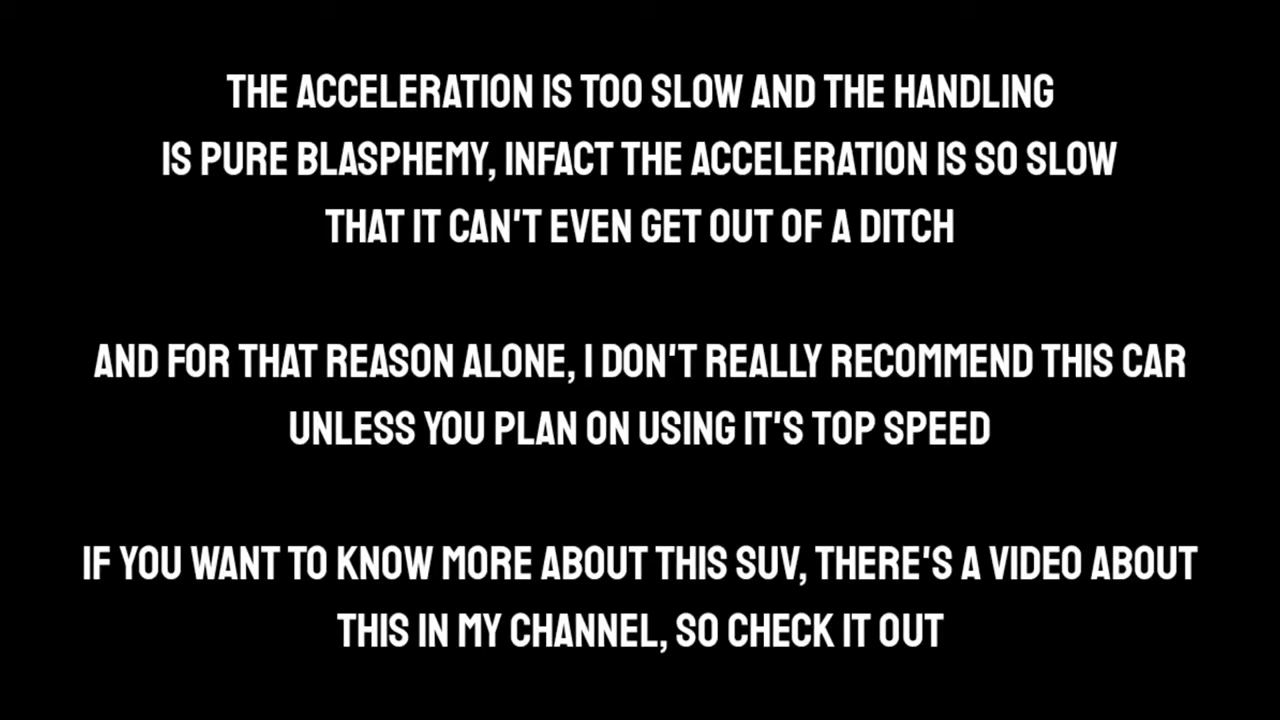 THE ACCELERATION IS TOO SLOW AND THE HANDLING
IS PURE BLASPHEMY, INFACT THE ACCELERATION IS SO SLOW
THAT IT CAN'T EVEN GET OUT OF A DITCH
AND FOR THAT REASON ALONE, I DON'T REALLY RECOMMEND THIS CAR
UNLESS YOU PLAN ON USING IT'S TOP SPEED
IF YOU WANT TO KNOW MORE ABOUT THIS SUV, THERE'S A VIDEO ABOUT
THIS IN MY CHANNEL, SO CHECK IT OUT